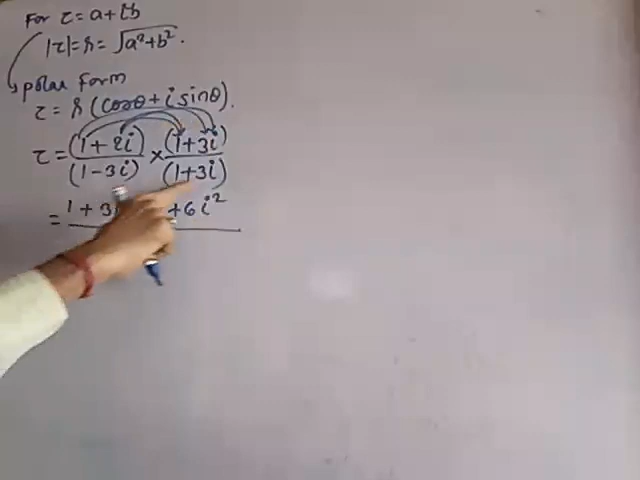 For z = a + ib
|z| = r = √a²+b².
polar form
z = r (cosθ + i sinθ).
z = (1 + 2i) / (1 - 3i) × (1 + 3i) / (1 + 3i)
= 1 + 3 + 6i²